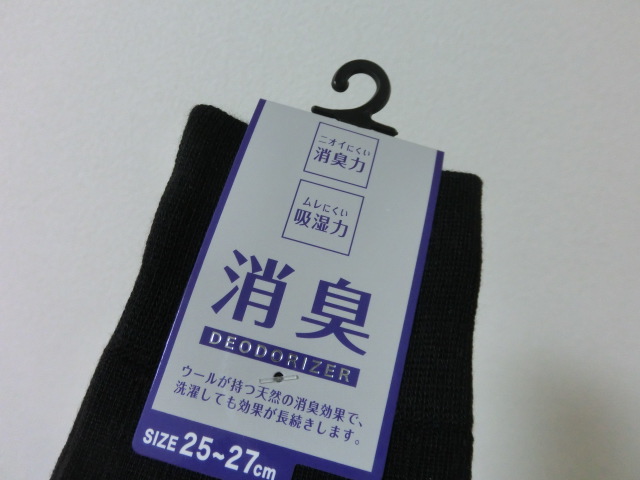 ニオイにくい
消臭力
ムレにくい
吸湿力
消臭
DEODORIZER
ウールが持つ天然の消臭効果で、
洗濯しても効果が長続きします。
SIZE 25~27cm